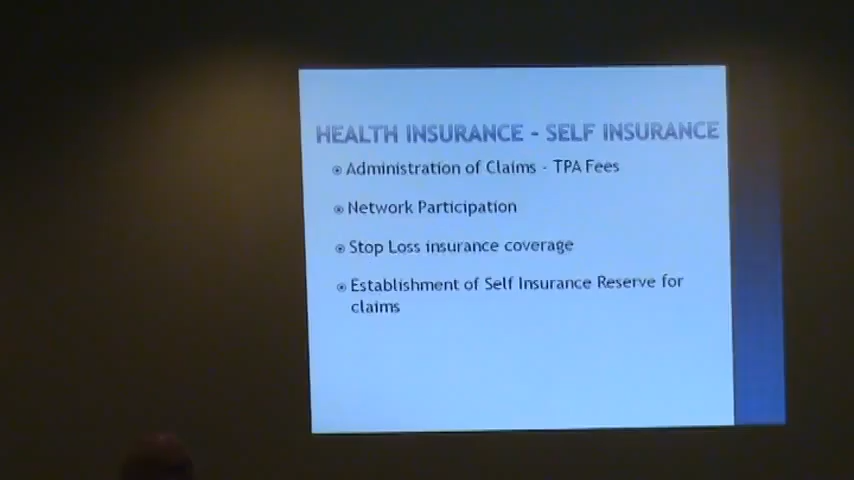 HEALTH INSURANCE - SELF INSURANCE
Administration of Claims - TPA Fees
Network Participation
Stop Loss insurance coverage
Establishment of Self Insurance Reserve for
claims